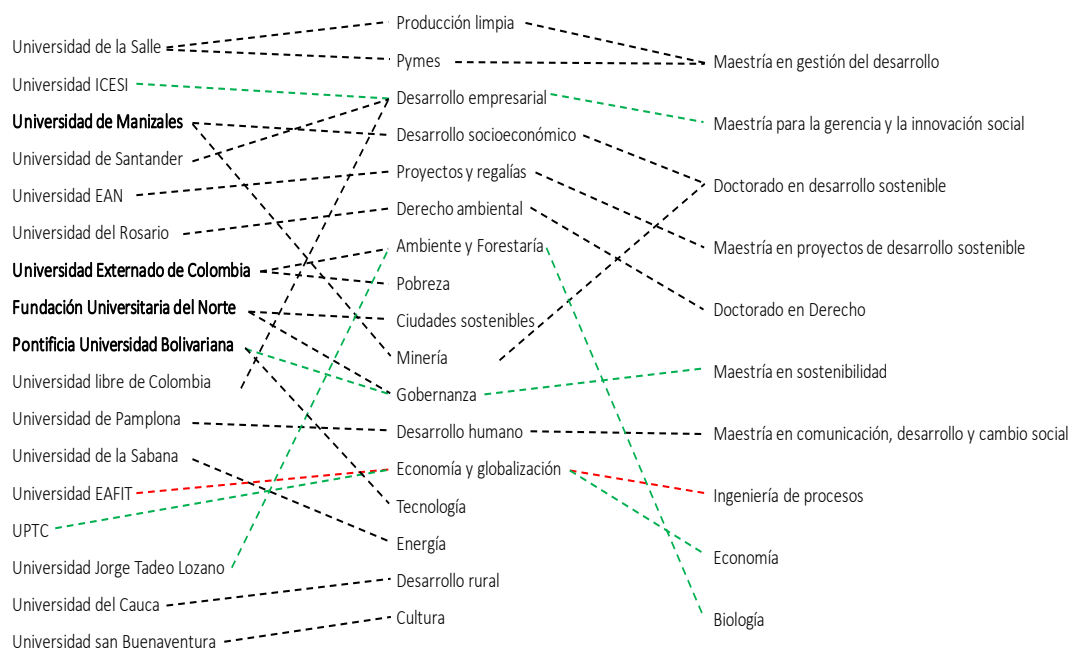 Universidad de la Salle
Universidad ICESI
Universidad de Manizales
Universidad de Santander
Universidad EAN
Universidad del Rosario
Universidad Externado de Colombia
Fundación Universitaria del Norte
Pontificia Universidad Bolivariana
Universidad libre de Colombia
Universidad de Pamplona
Universidad de la Sabana
Universidad EAFIT
UPTC
Universidad Jorge Tadeo Lozano
Universidad del Cauca
Universidad san Buenaventura
Producción limpia
Pymes
Desarrollo empresarial
Desarrollo socioeconómico
Proyectos y regalías
Derecho ambiental
Ambiente y Forestaría
Pobreza
Ciudades sostenibles
Minería
Gobernanza
Desarrollo humano
Economía y globalización
Tecnología
Energía
Desarrollo rural
Cultura
Maestría en gestión del desarrollo
Maestría para la gerencia y la innovación social
Doctorado en desarrollo sostenible
Maestría en proyectos de desarrollo sostenible
Doctorado en Derecho
Maestría en sostenibilidad
Maestría en comunicación, desarrollo y cambio social
Ingeniería de procesos
Economía
Biología